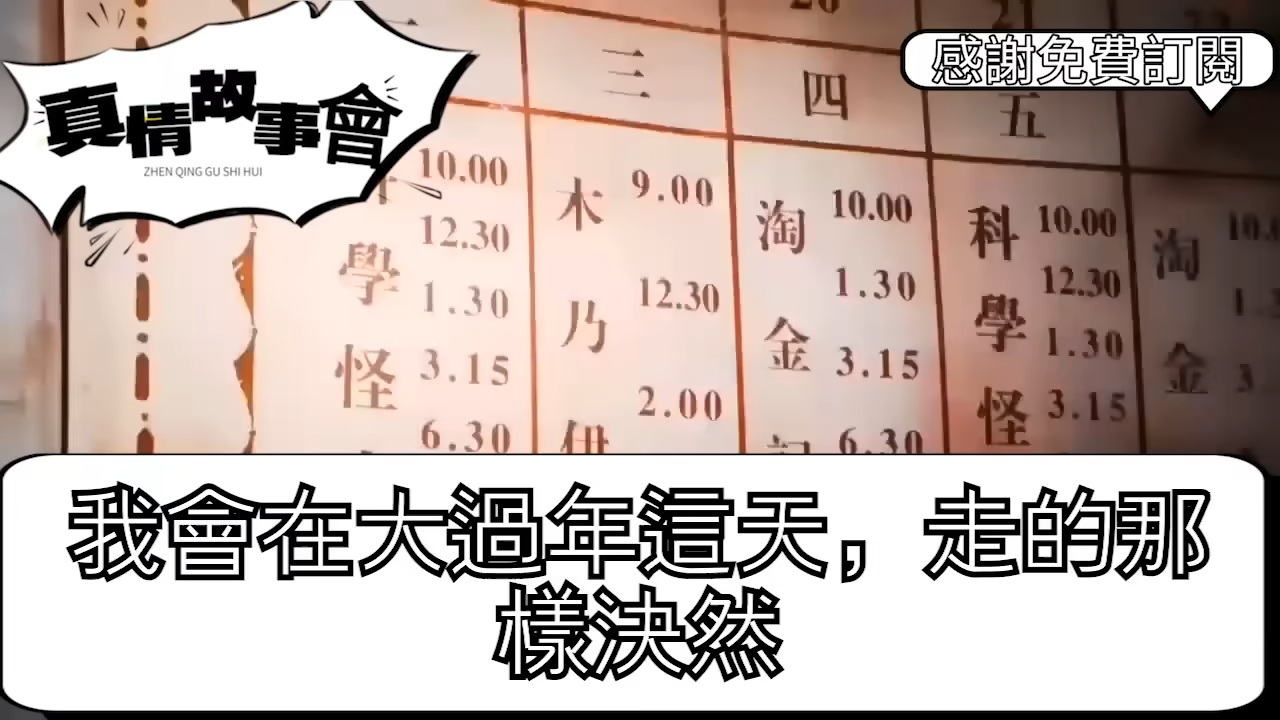 真情故事會
ZHEN QING GU SHI HUI
感謝免費訂閱
三
四
五
10.00
學 12.30
1.30
怪 3.15
6.30
木 9.00
乃 12.30
2.00
淘 10.00
1.30
金 3.15
6.30
科 10.00
12.30
學 1.30
怪 3.15
淘
金
我會在大過年這天，走的那
樣決然